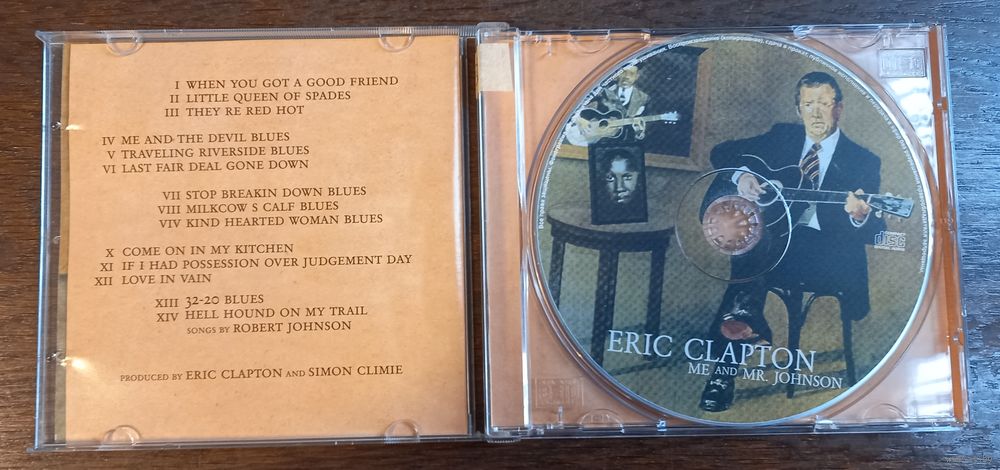 I WHEN YOU GOT A GOOD FRIEND
II LITTLE QUEEN OF SPADES
III THEY RE RED HOT
IV ME AND THE DEVIL BLUES
V TRAVELING RIVERSIDE BLUES
VI LAST FAIR DEAL GONE DOWN
VII STOP BREAKIN DOWN BLUES
VIII MILKCOW S CALF BLUES
VIV KIND HEARTED WOMAN BLUES
X COME ON IN MY KITCHEN
XI IF I HAD POSSESSION OVER JUDGEMENT DAY
XII LOVE IN VAIN
XIII 32-20 BLUES
XIV HELL HOUND ON MY TRAIL
SONGS BY ROBERT JOHNSON
PRODUCED BY ERIC CLAPTON AND SIMON CLIMIE
COMPACT
disc
DIGITAL AUDIO
ERIC CLAPTON
ME AND MR. JOHNSON